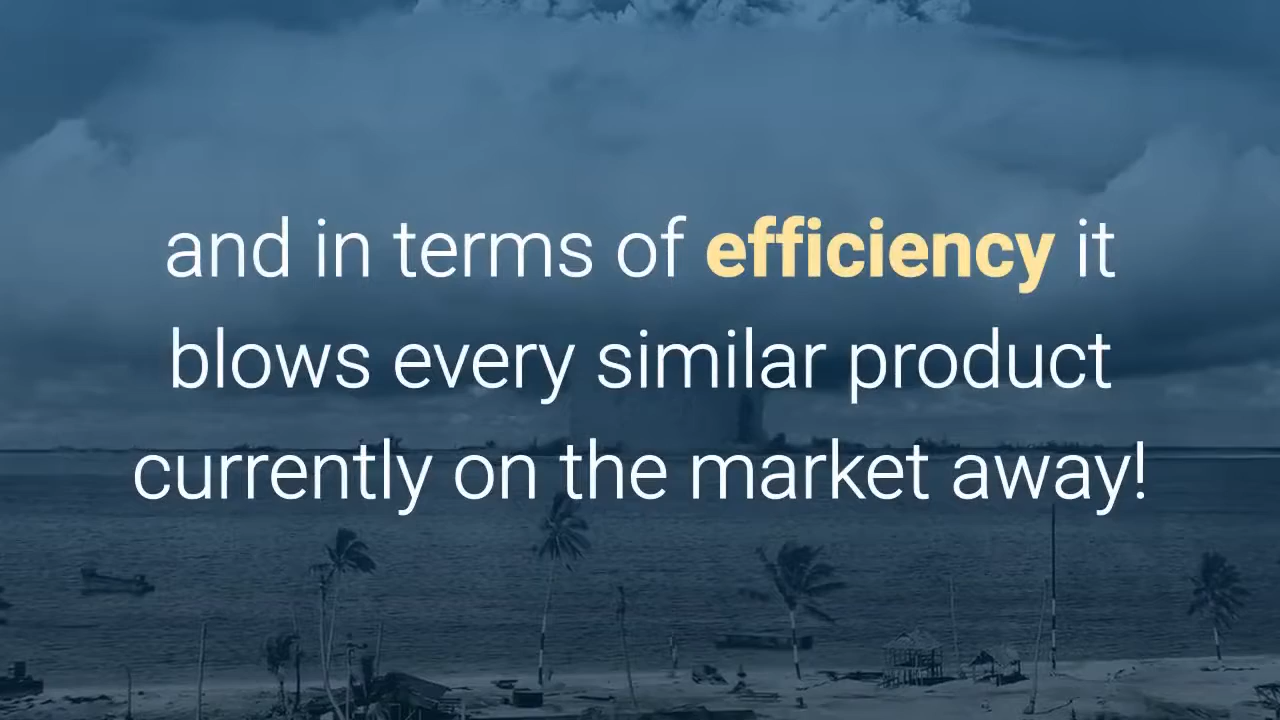 and in terms of efficiency it
blows every similar product
currently on the market away!